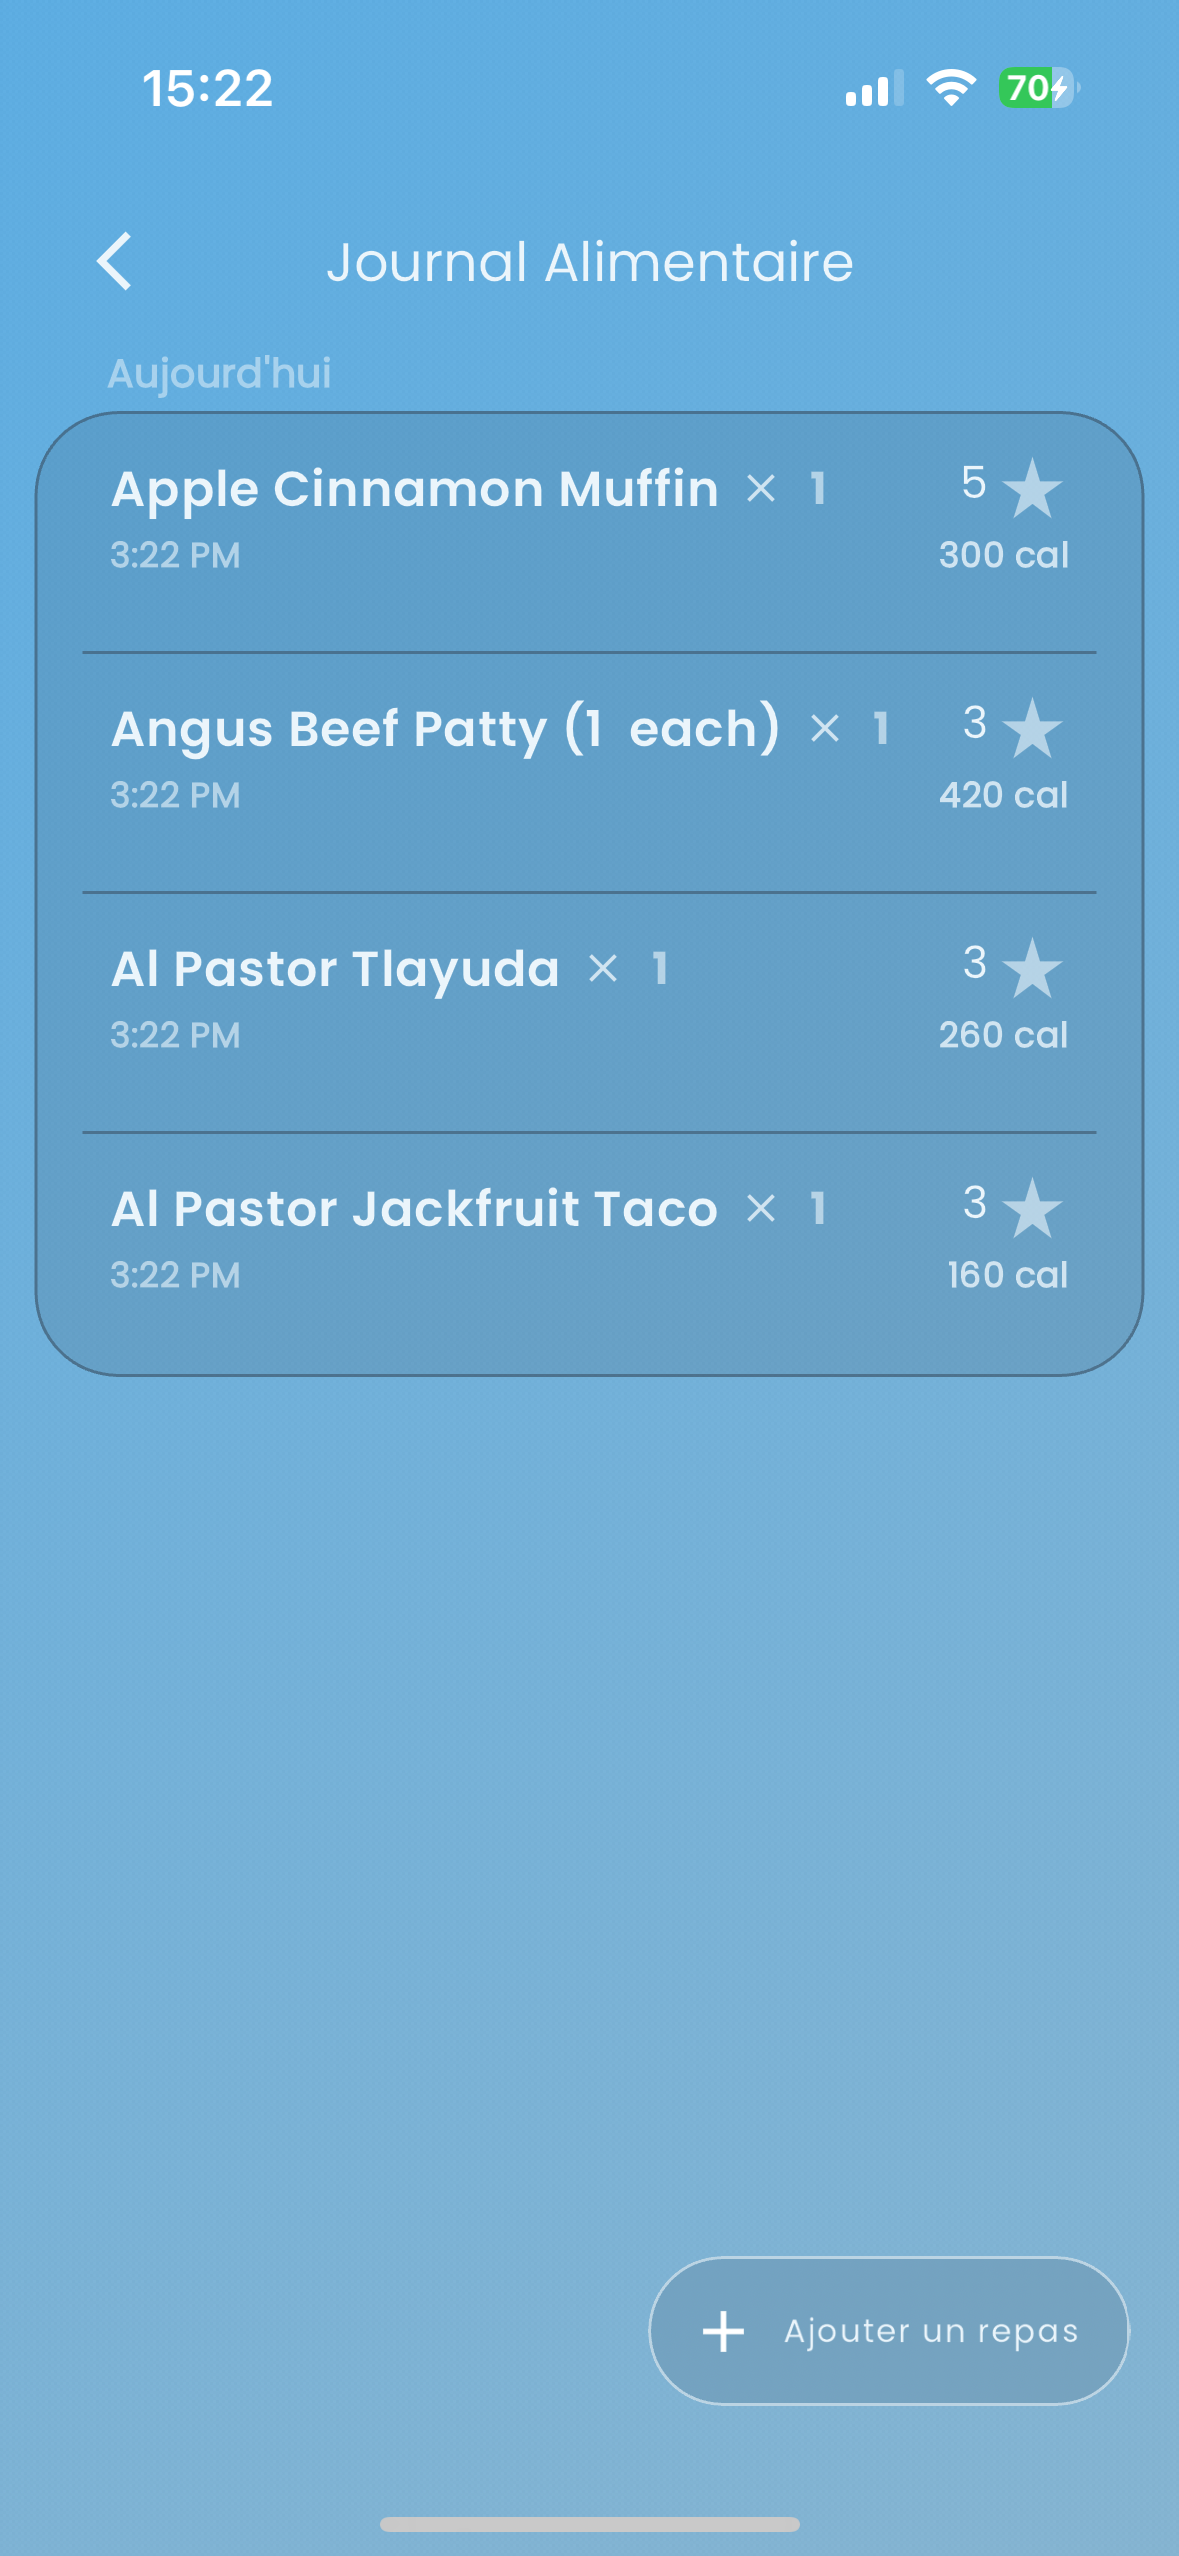 15:22
70
Journal Alimentaire
Aujourd'hui
Apple Cinnamon Muffin × 1 5
3:22 PM 300 cal
Angus Beef Patty (1  each) × 1 3
3:22 PM 420 cal
Al Pastor Tlayuda × 1 3
3:22 PM 260 cal
Al Pastor Jackfruit Taco × 1 3
3:22 PM 160 cal
+ Ajouter un repas